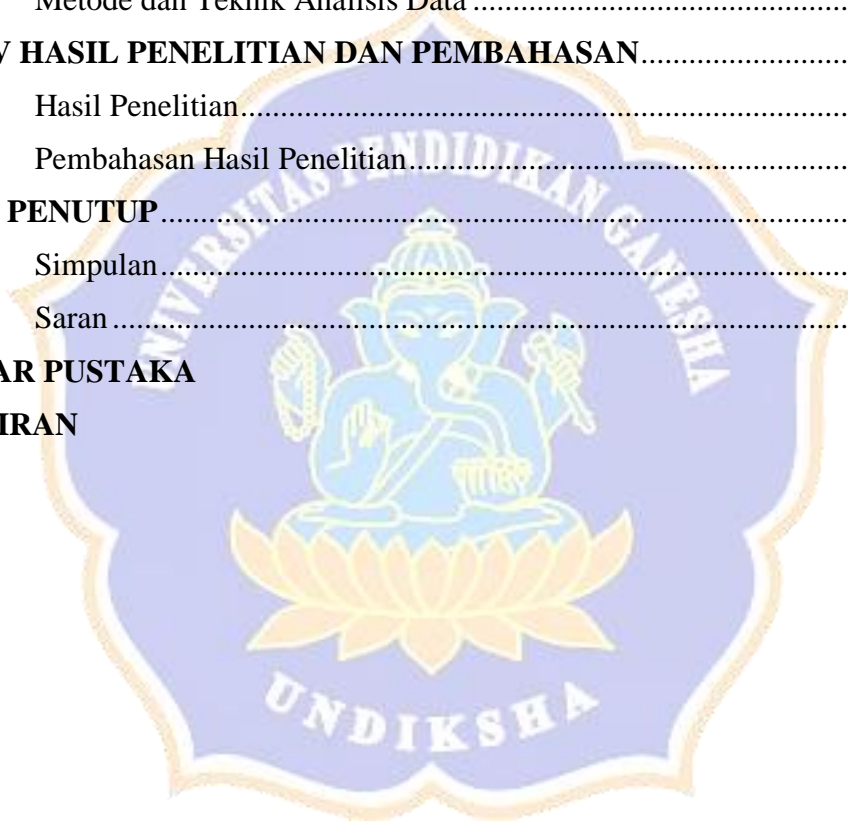 Metode dan Teknik Analisis Data
V HASIL PENELITIAN DAN PEMBAHASAN
Hasil Penelitian
Pembahasan Hasil Penelitian
PENUTUP
Simpulan
Saran
AR PUSTAKA
IRAN
UNIVERSITAS PENDIDIKAN GANESHA
UNDIKSHA